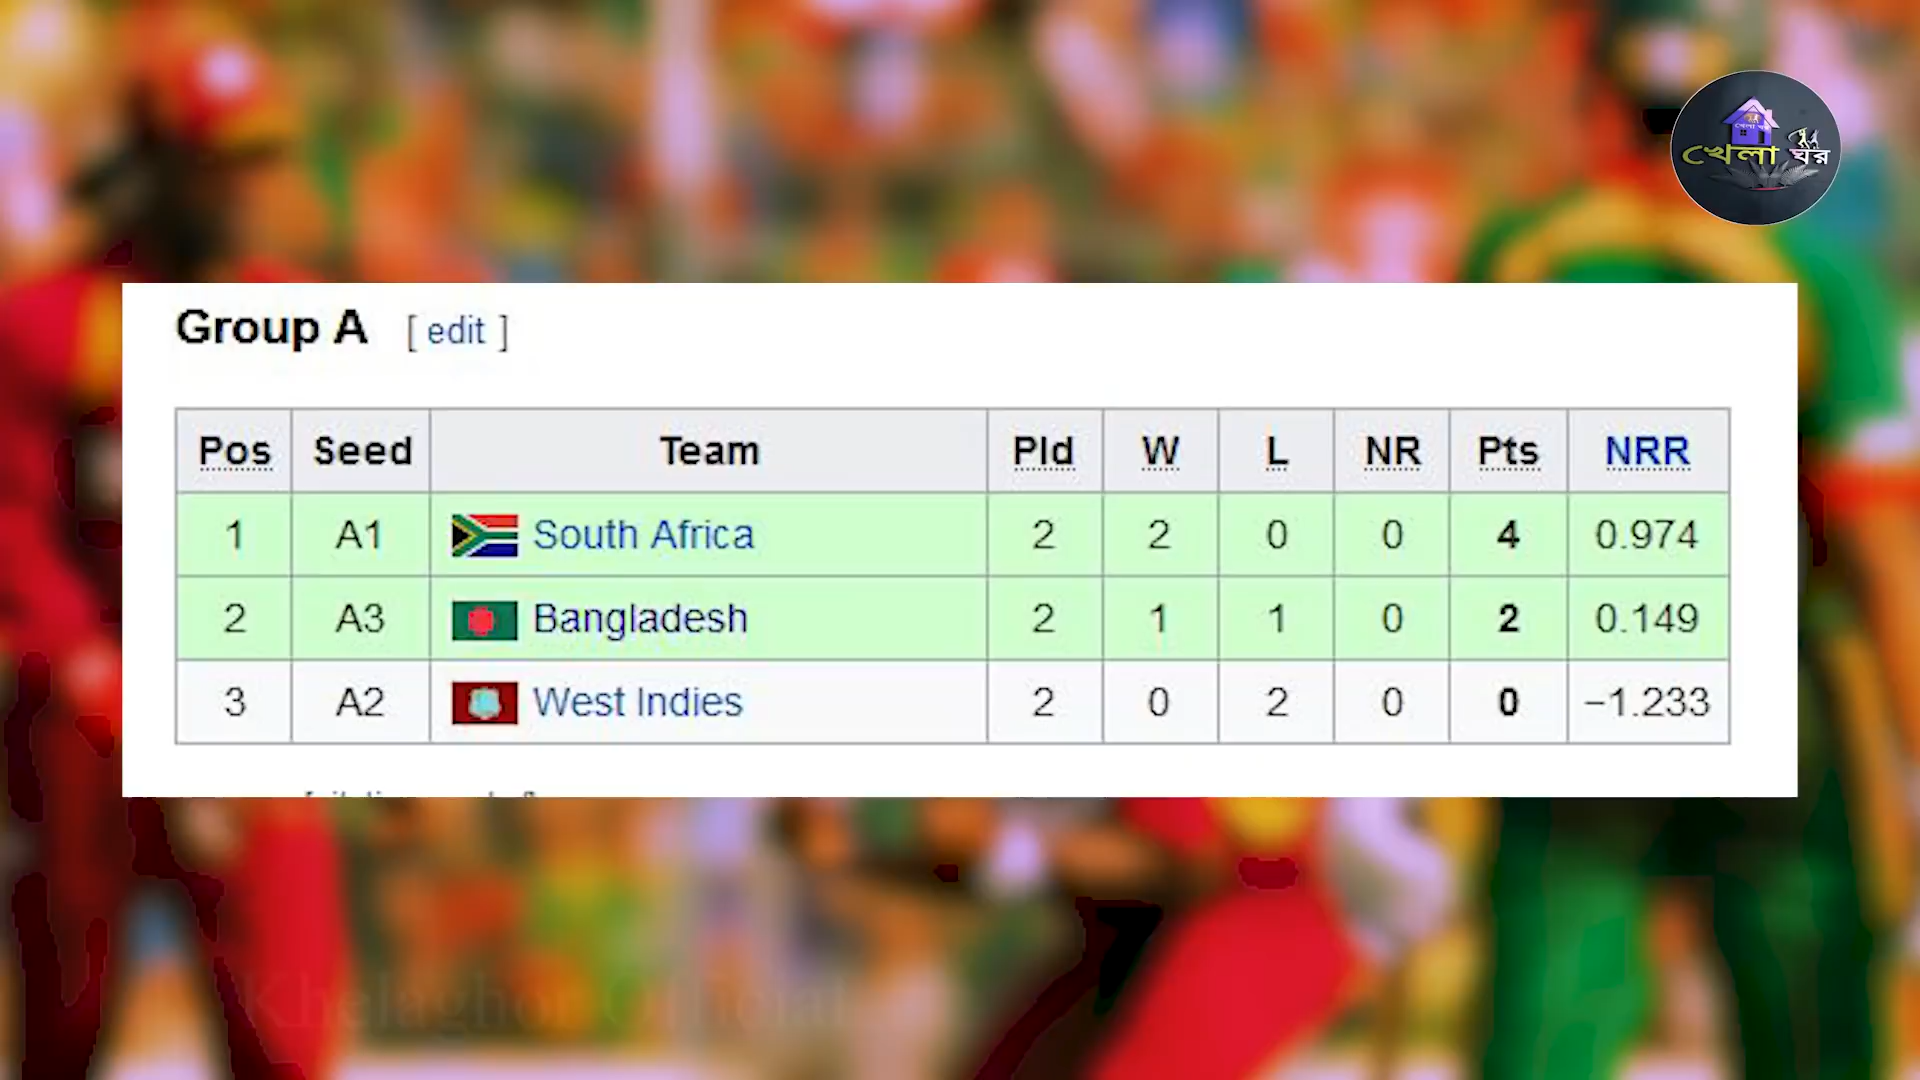 খেলা ঘর
Group A [ edit ]
Pos Seed Team Pld W L NR Pts NRR
1 A1 South Africa 2 2 0 0 4 0.974
2 A3 Bangladesh 2 1 1 0 2 0.149
3 A2 West Indies 2 0 2 0 0 −1.233
Khelaghor Official